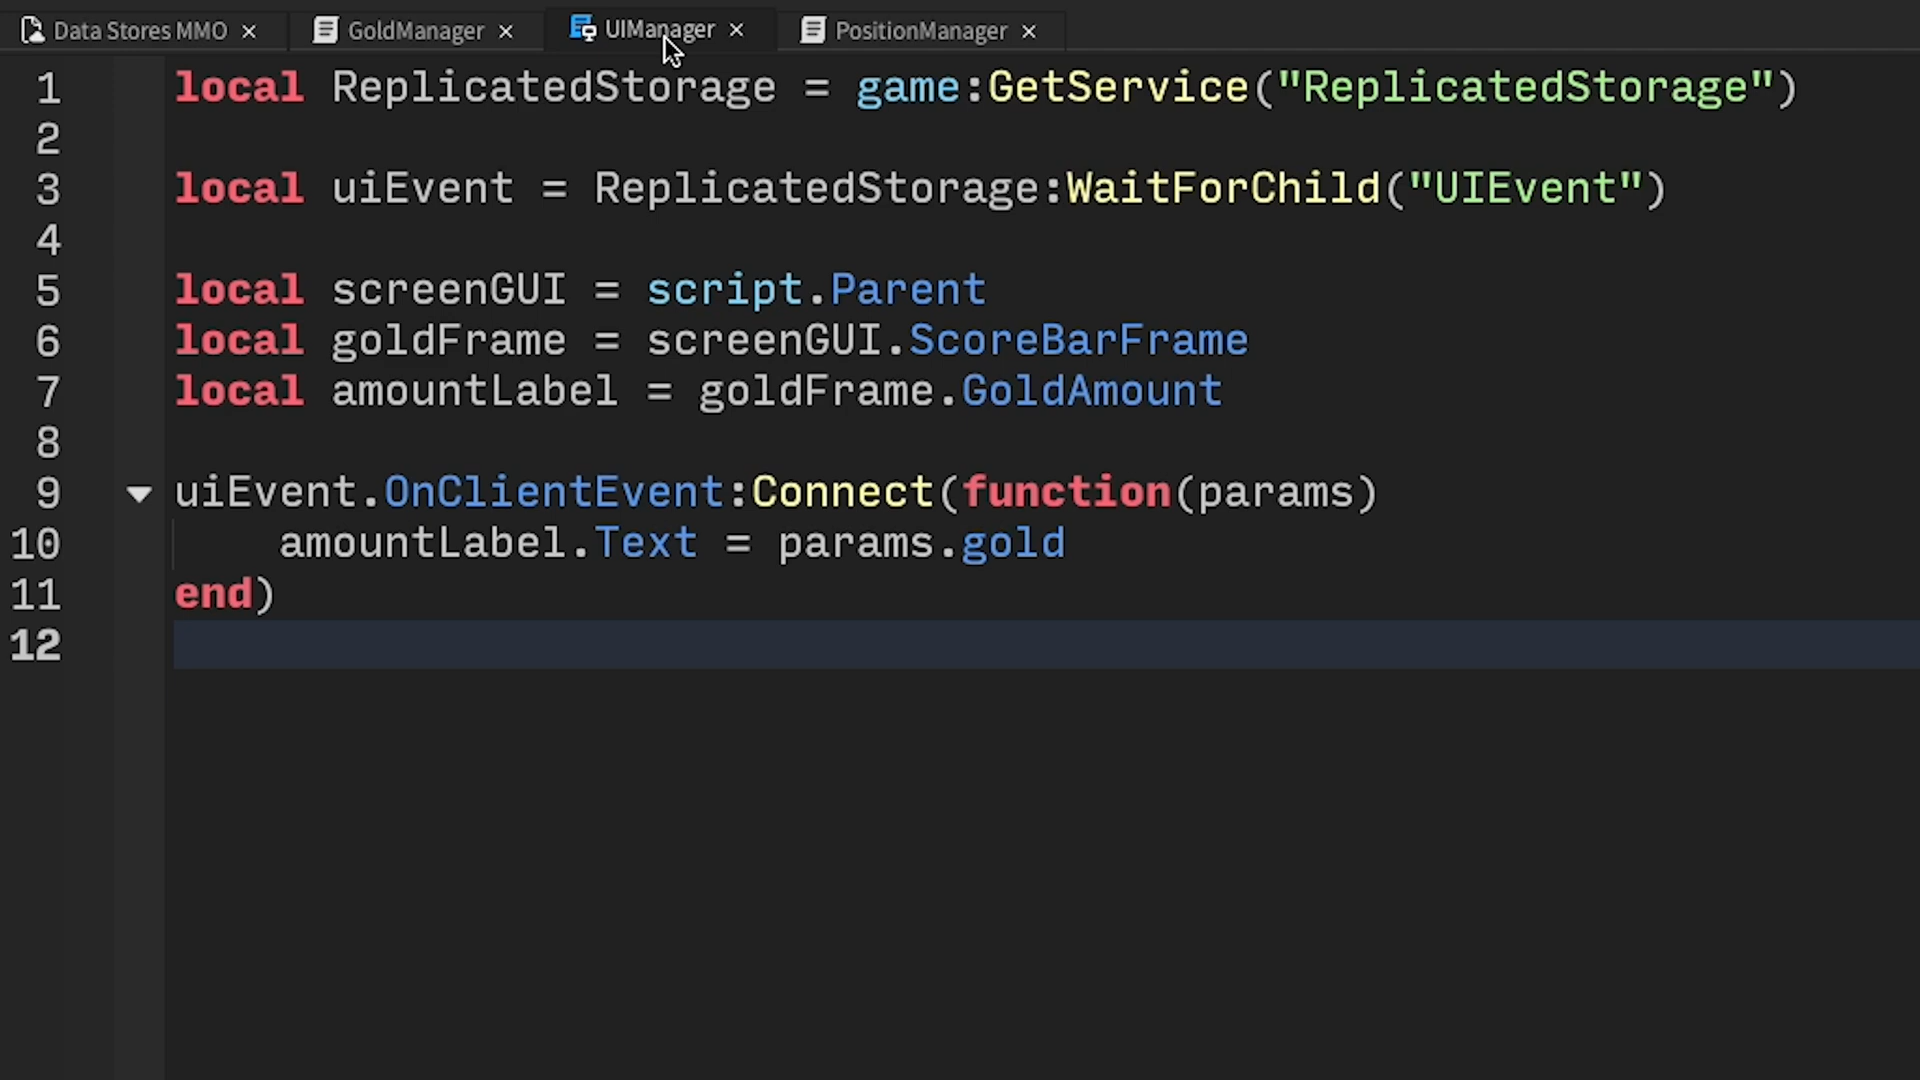 Data Stores MMO × GoldManager × UIManager × PositionManager ×
1 local ReplicatedStorage = game:GetService("ReplicatedStorage")
2
3 local uiEvent = ReplicatedStorage:WaitForChild("UIEvent")
4
5 local screenGUI = script.Parent
6 local goldFrame = screenGUI.ScoreBarFrame
7 local amountLabel = goldFrame.GoldAmount
8
9 uiEvent.OnClientEvent:Connect(function(params)
10 amountLabel.Text = params.gold
11 end)
12